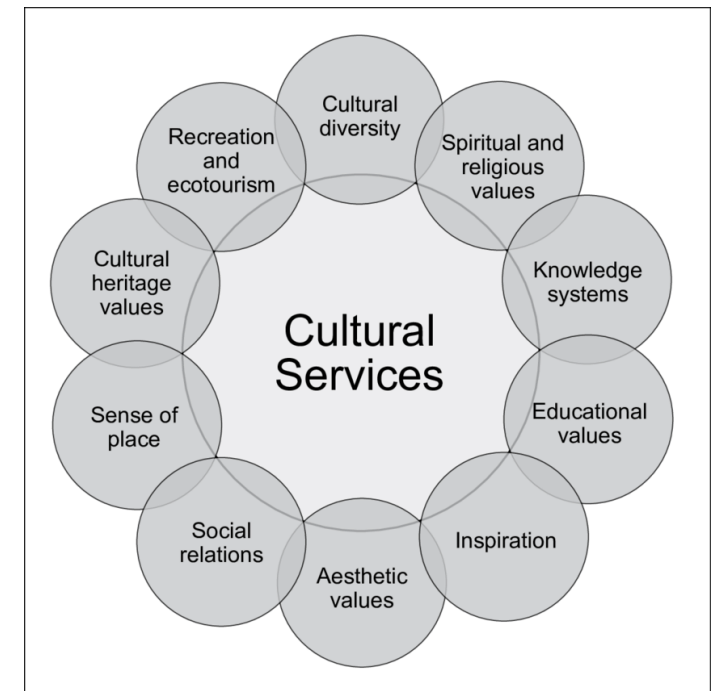 Cultural
diversity
Spiritual and
religious
values
Knowledge
systems
Educational
values
Inspiration
Aesthetic
values
Social
relations
Sense of
place
Cultural
heritage
values
Recreation
and
ecotourism
Cultural
Services